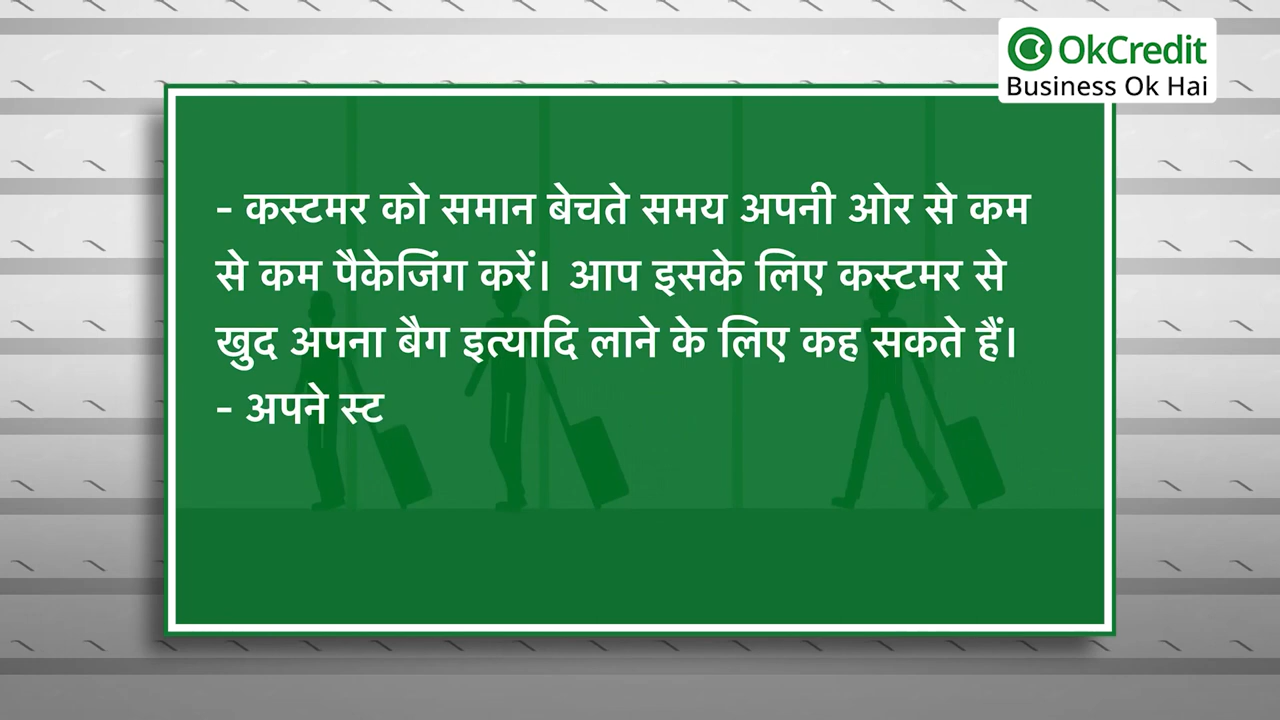 OkCredit
Business Ok Hai
- कस्टमर को समान बेचते समय अपनी ओर से कम
से कम पैकेजिंग करें। आप इसके लिए कस्टमर से
खुद अपना बैग इत्यादि लाने के लिए कह सकते हैं।
- अपने स्ट